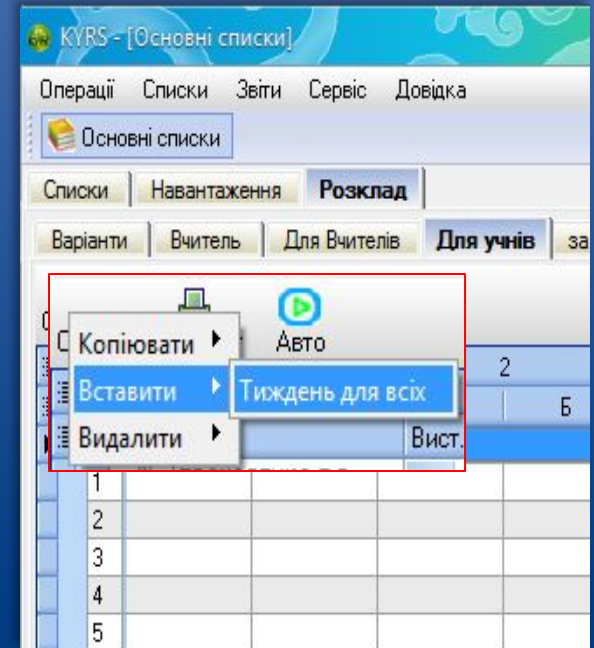 KYRS - [Основні списки]
Операції Списки Звіти Сервіс Довідка
Основні списки
Списки Навантаження Розклад
Варіанти Вчитель Для Вчителів Для учнів за
Копіювати Авто
2
Вставити Тиждень для всіх
Б
Видалити Вист.
1
2
3
4
5